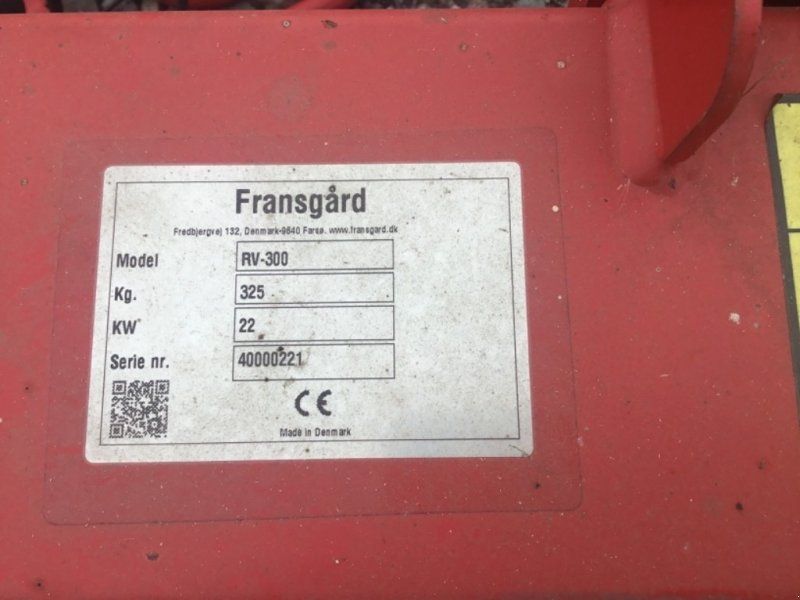 Fransgård
Fredbjergvej 132, Denmark-9640 Farsø. www.fransgard.dk
Model RV-300
Kg. 325
KW 22
Serie nr. 40000221
CE
Made in Denmark